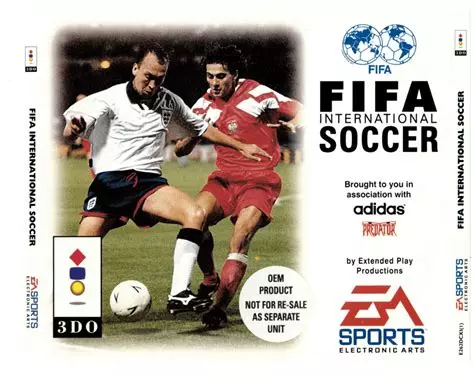 3DO
FIFA INTERNATIONAL SOCCER
EA SPORTS
ELECTRONIC ARTS
3DO
OEM
PRODUCT
NOT FOR RE-SALE
AS SEPARATE
UNIT
FIFA
FIFA
INTERNATIONAL
SOCCER
Brought to you in
association with
adidas
PREDATOR
by Extended Play
Productions
EA
SPORTS
ELECTRONIC ARTS
3DO
FIFA INTERNATIONAL SOCCER
EA SPORTS
ELECTRONIC ARTS